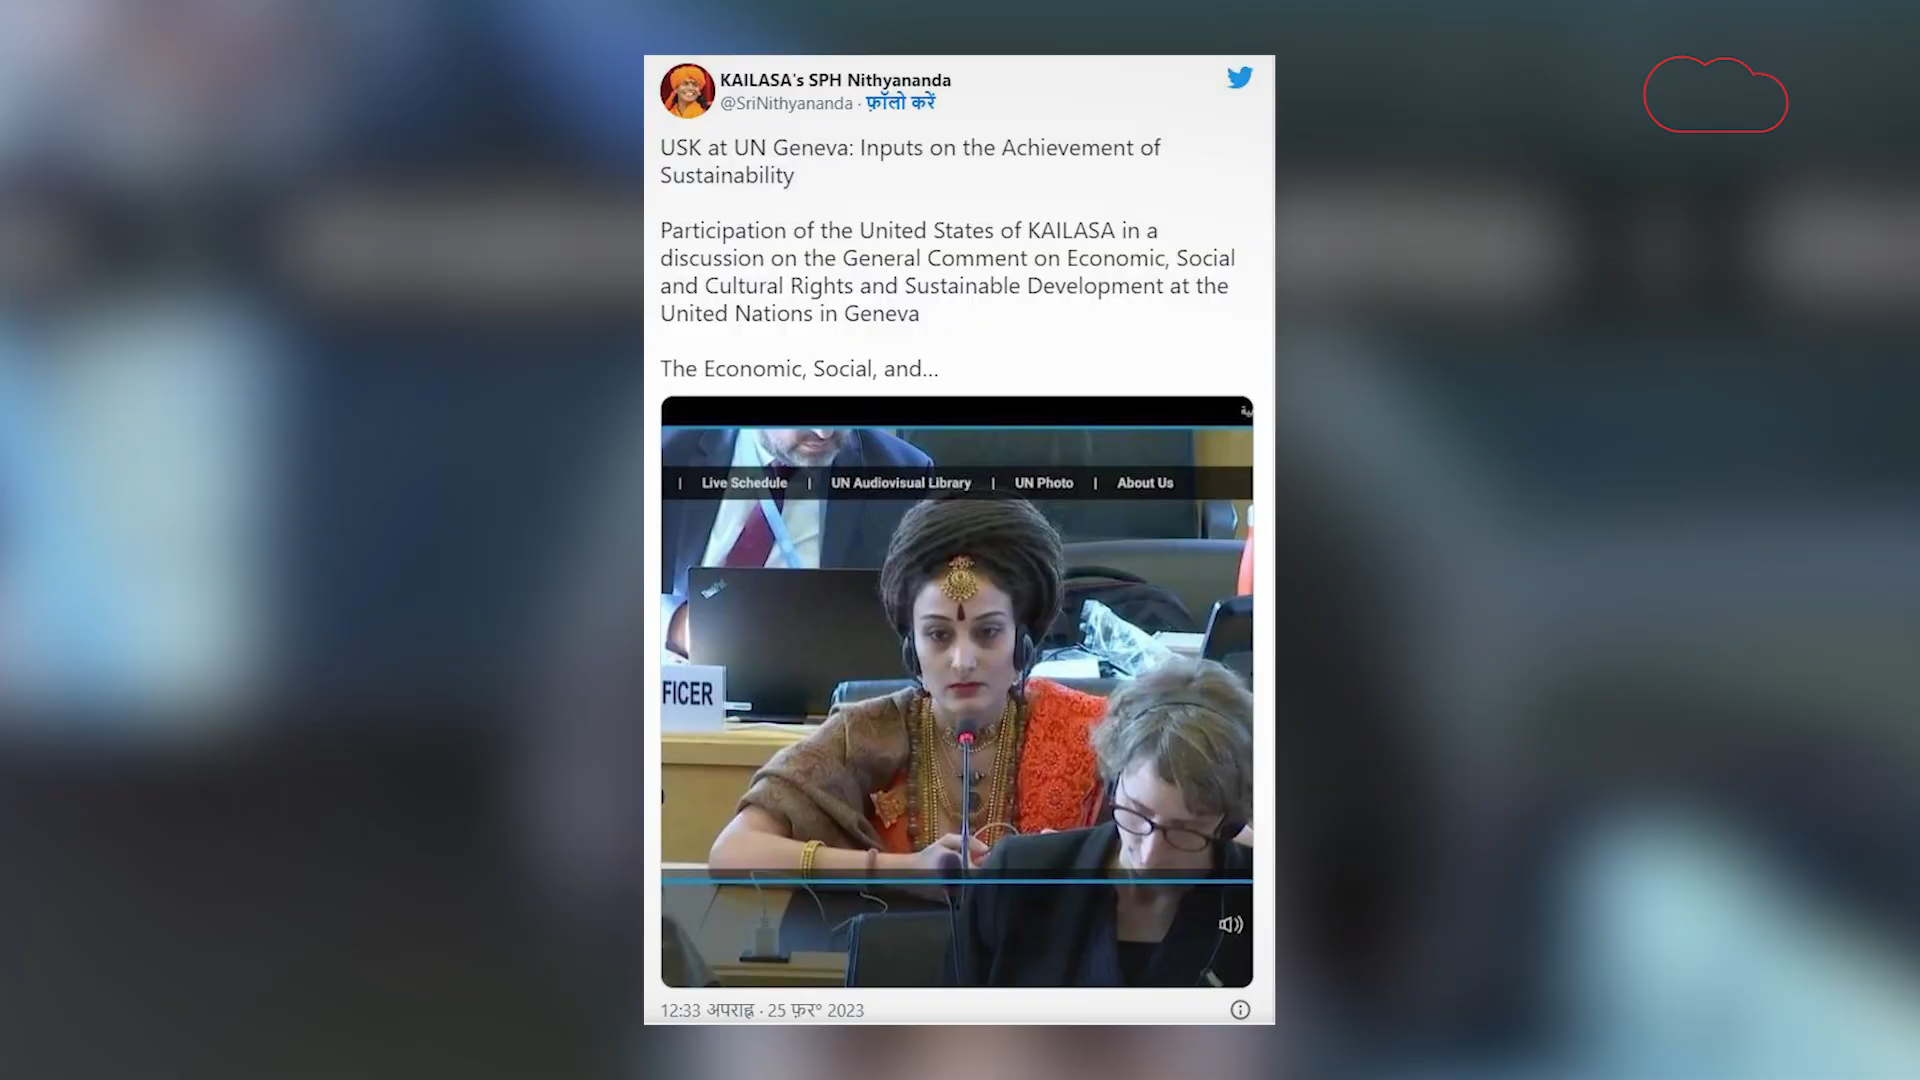 KAILASA's SPH Nithyananda
@SriNithyananda · फ़ॉलो करें
USK at UN Geneva: Inputs on the Achievement of
Sustainability
Participation of the United States of KAILASA in a
discussion on the General Comment on Economic, Social
and Cultural Rights and Sustainable Development at the
United Nations in Geneva
The Economic, Social, and...
| Live Schedule | UN Audiovisual Library | UN Photo | About Us
ThinkPad
FICER
12:33 अपराह्न · 25 फ़र॰ 2023